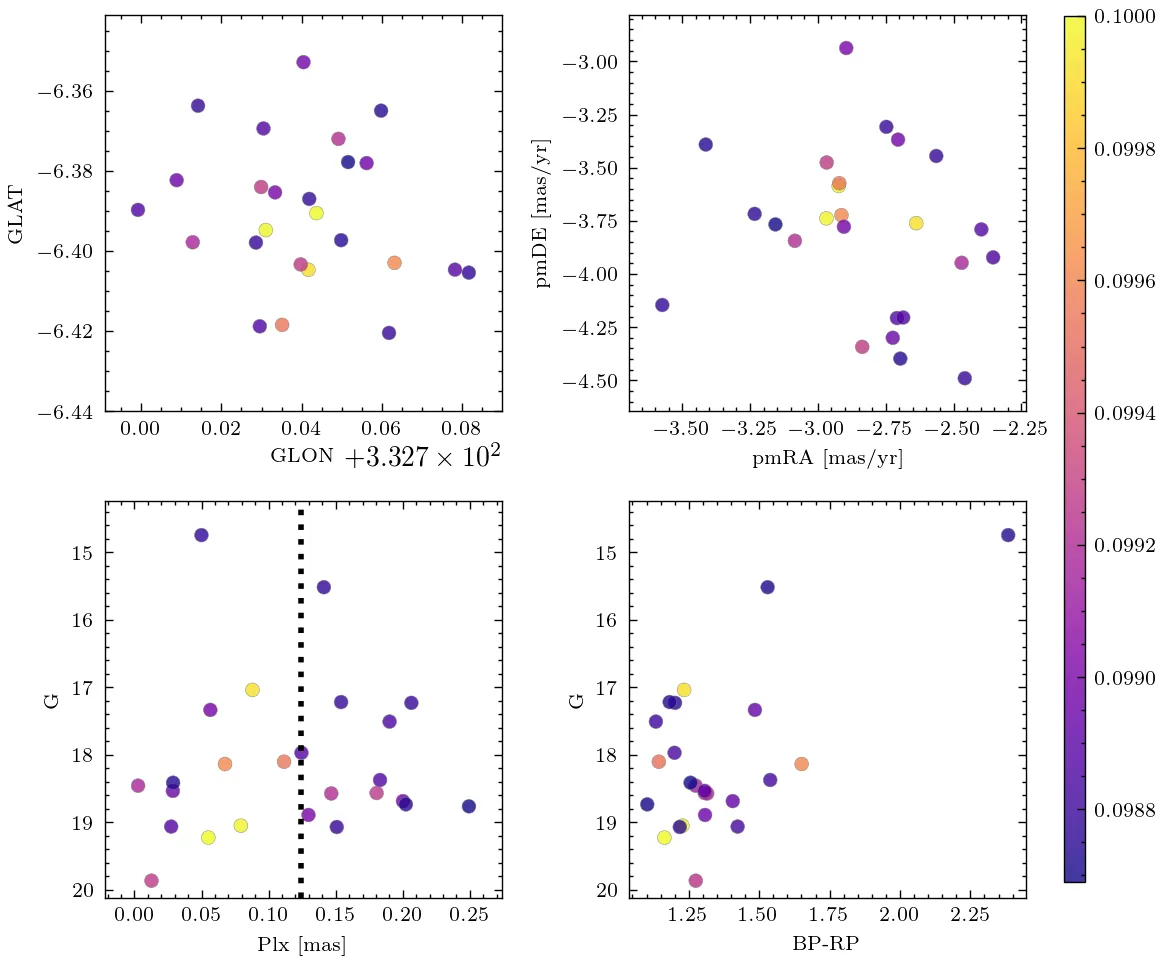 GLAT
−6.36
−6.38
−6.40
−6.42
−6.44
0.00 0.02 0.04 0.06 0.08
GLON +3.327 × 10²
pmDE [mas/yr]
−3.00
−3.25
−3.50
−3.75
−4.00
−4.25
−4.50
−3.50 −3.25 −3.00 −2.75 −2.50 −2.25
pmRA [mas/yr]
G
15
16
17
18
19
20
0.00 0.05 0.10 0.15 0.20 0.25
Plx [mas]
G
15
16
17
18
19
20
1.25 1.50 1.75 2.00 2.25
BP-RP
0.1000
0.0998
0.0996
0.0994
0.0992
0.0990
0.0988